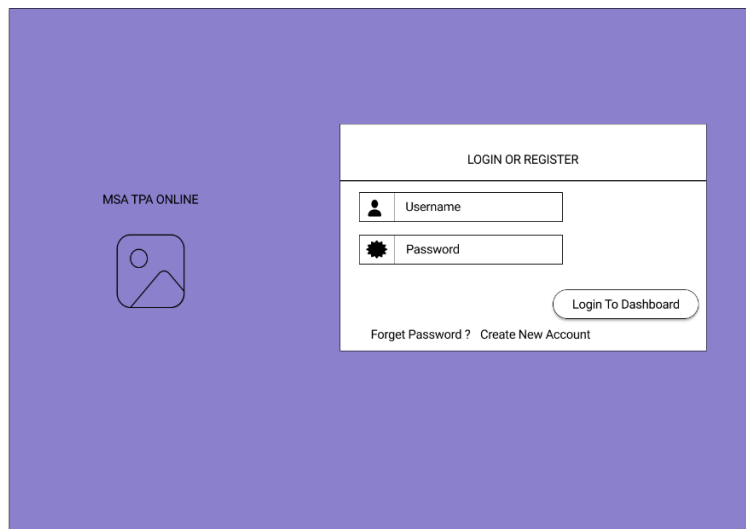 MSA TPA ONLINE
LOGIN OR REGISTER
Username
Password
Login To Dashboard
Forget Password ? Create New Account